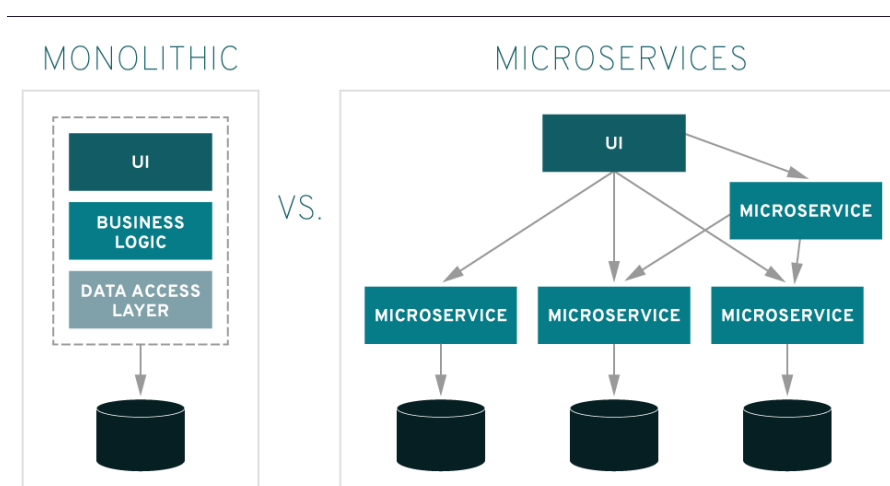 MONOLITHIC
UI
BUSINESS
LOGIC
DATA ACCESS
LAYER
VS.
MICROSERVICES
UI
MICROSERVICE
MICROSERVICE
MICROSERVICE
MICROSERVICE